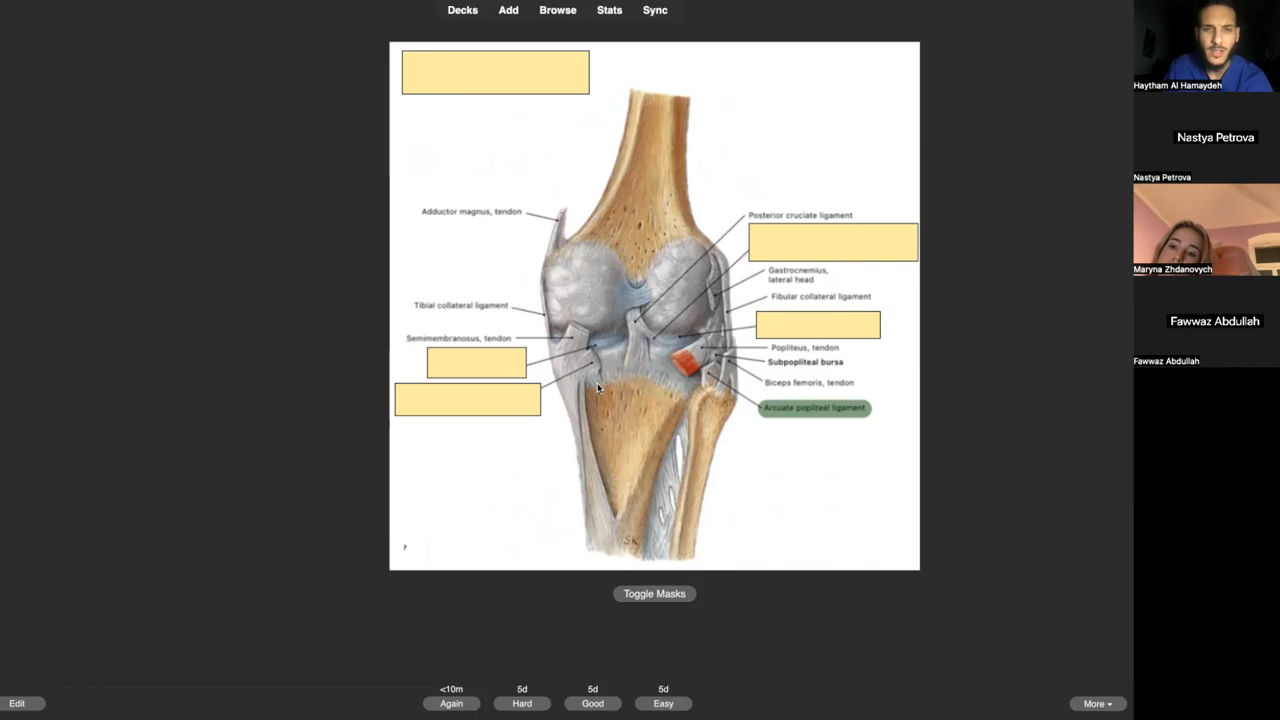 Decks Add Browse Stats Sync
Haytham Al Hamaydeh
Nastya Petrova
Nastya Petrova
Maryna Zhdanovych
Fawwaz Abdullah
Fawwaz Abdullah
Adductor magnus, tendon
Tibial collateral ligament
Semimembranosus, tendon
Posterior cruciate ligament
Gastrocnemius,
lateral head
Fibular collateral ligament
Popliteus, tendon
Subpopliteal bursa
Biceps femoris, tendon
Arcuate popliteal ligament
SK
Toggle Masks
<10m 5d 5d 5d
Edit Again Hard Good Easy More